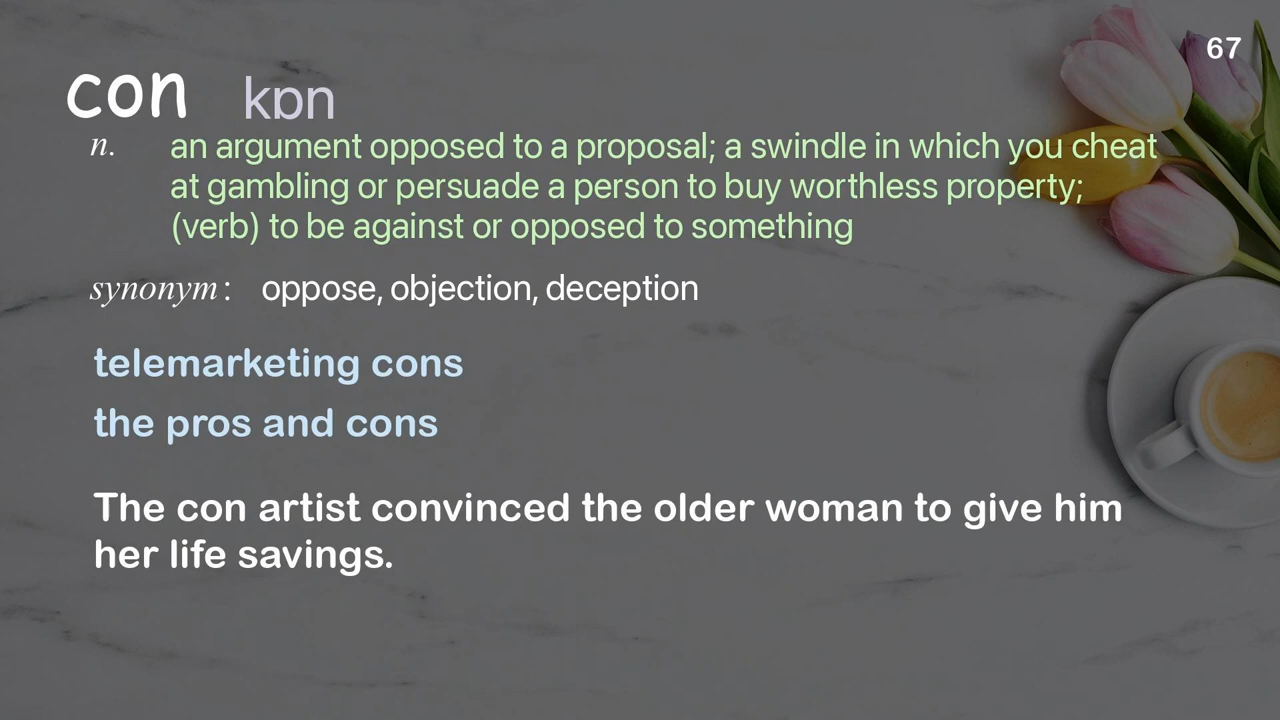 67
con kɒn
n. an argument opposed to a proposal; a swindle in which you cheat
at gambling or persuade a person to buy worthless property;
(verb) to be against or opposed to something
synonym: oppose, objection, deception
telemarketing cons
the pros and cons
The con artist convinced the older woman to give him
her life savings.